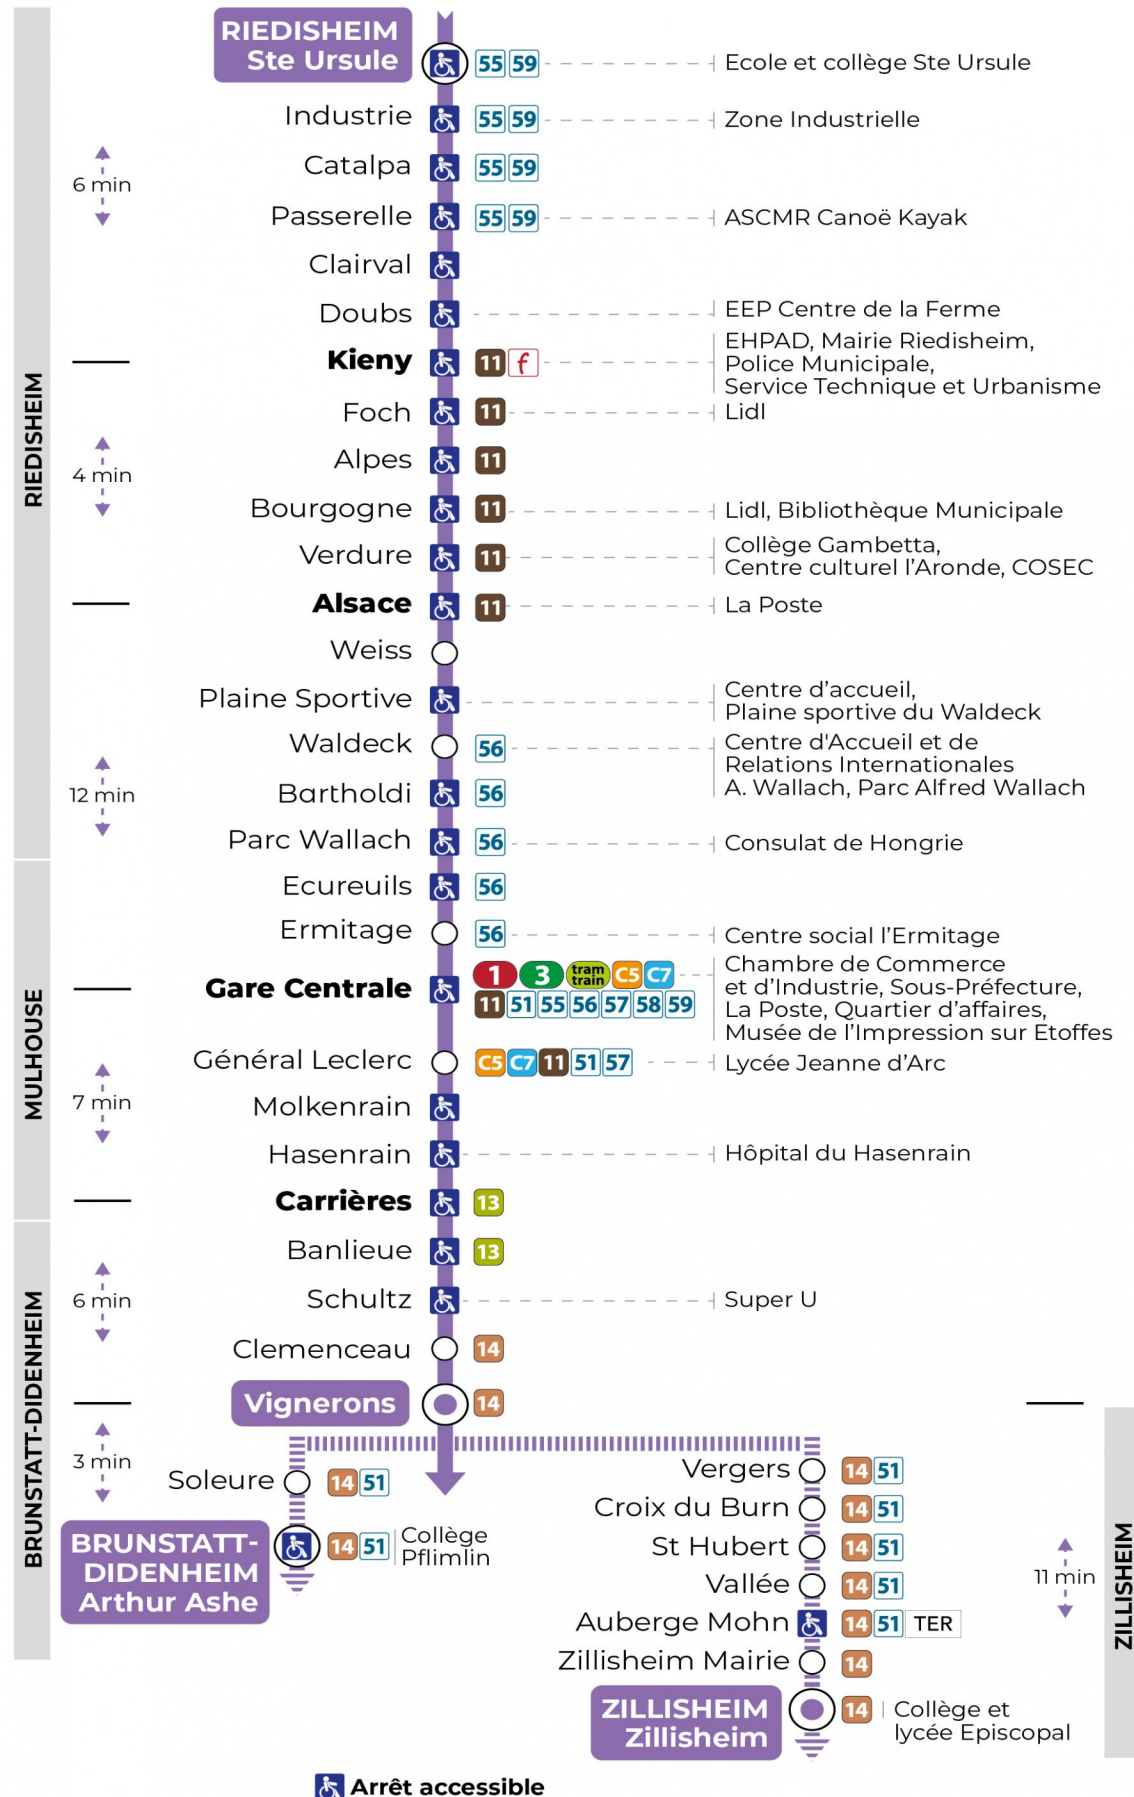 RIEDISHEIM
Ste Ursule
55 59
Ecole et collège Ste Ursule
Industrie
55 59
Zone Industrielle
Catalpa
55 59
6 min
Passerelle
55 59
ASCMR Canoë Kayak
Clairval
Doubs
EEP Centre de la Ferme
Kieny
11 f
EHPAD, Mairie Riedisheim,
Police Municipale,
Service Technique et Urbanisme
Foch
11
Lidl
RIEDISHEIM
Alpes
11
4 min
Bourgogne
11
Lidl, Bibliothèque Municipale
Verdure
11
Collège Gambetta,
Centre culturel l’Aronde, COSEC
Alsace
11
La Poste
Weiss
Plaine Sportive
Centre d’accueil,
Plaine sportive du Waldeck
Waldeck
56
Centre d'Accueil et de
Relations Internationales
A. Wallach, Parc Alfred Wallach
12 min
Bartholdi
56
Parc Wallach
56
Consulat de Hongrie
Ecureuils
56
Ermitage
56
Centre social l’Ermitage
Gare Centrale
1 3 tram train C5 C7
11 51 55 56 57 58 59
Chambre de Commerce
et d’Industrie, Sous-Préfecture,
La Poste, Quartier d’affaires,
Musée de l’Impression sur Etoffes
MULHOUSE
Général Leclerc
C5 C7 11 51 57
Lycée Jeanne d’Arc
7 min
Molkenrain
Hasenrain
Hôpital du Hasenrain
Carrières
13
Banlieue
13
6 min
Schultz
Super U
Clemenceau
14
Vignerons
14
BRUNSTATT-DIDENHEIM
3 min
Soleure
14 51
BRUNSTATT-
DIDENHEIM
Arthur Ashe
14 51
Collège
Pflimlin
Vergers
14 51
Croix du Burn
14 51
St Hubert
14 51
Vallée
14 51
11 min
Auberge Mohn
14 51 TER
Zillisheim Mairie
14
ZILLISHEIM
Zillisheim
14
Collège et
lycée Episcopal
ZILLISHEIM
Arrêt accessible